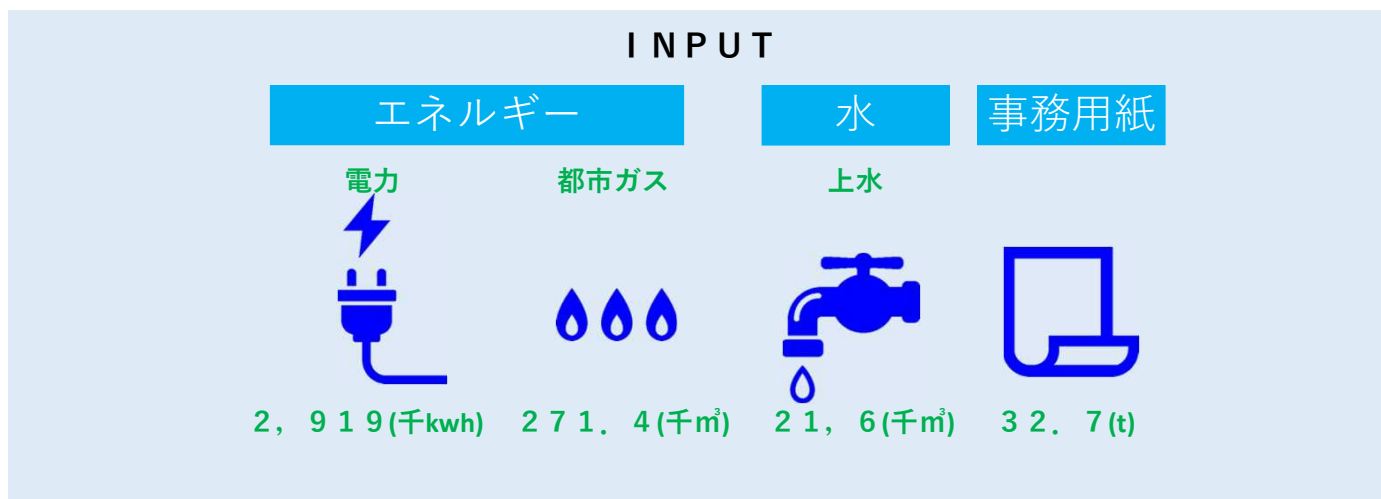 ＩＮＰＵＴ
エネルギー 水 事務用紙
電力 都市ガス 上水
２，９１９(千kwh) ２７１．４(千㎥) ２１，６(千㎥) ３２．７(t)